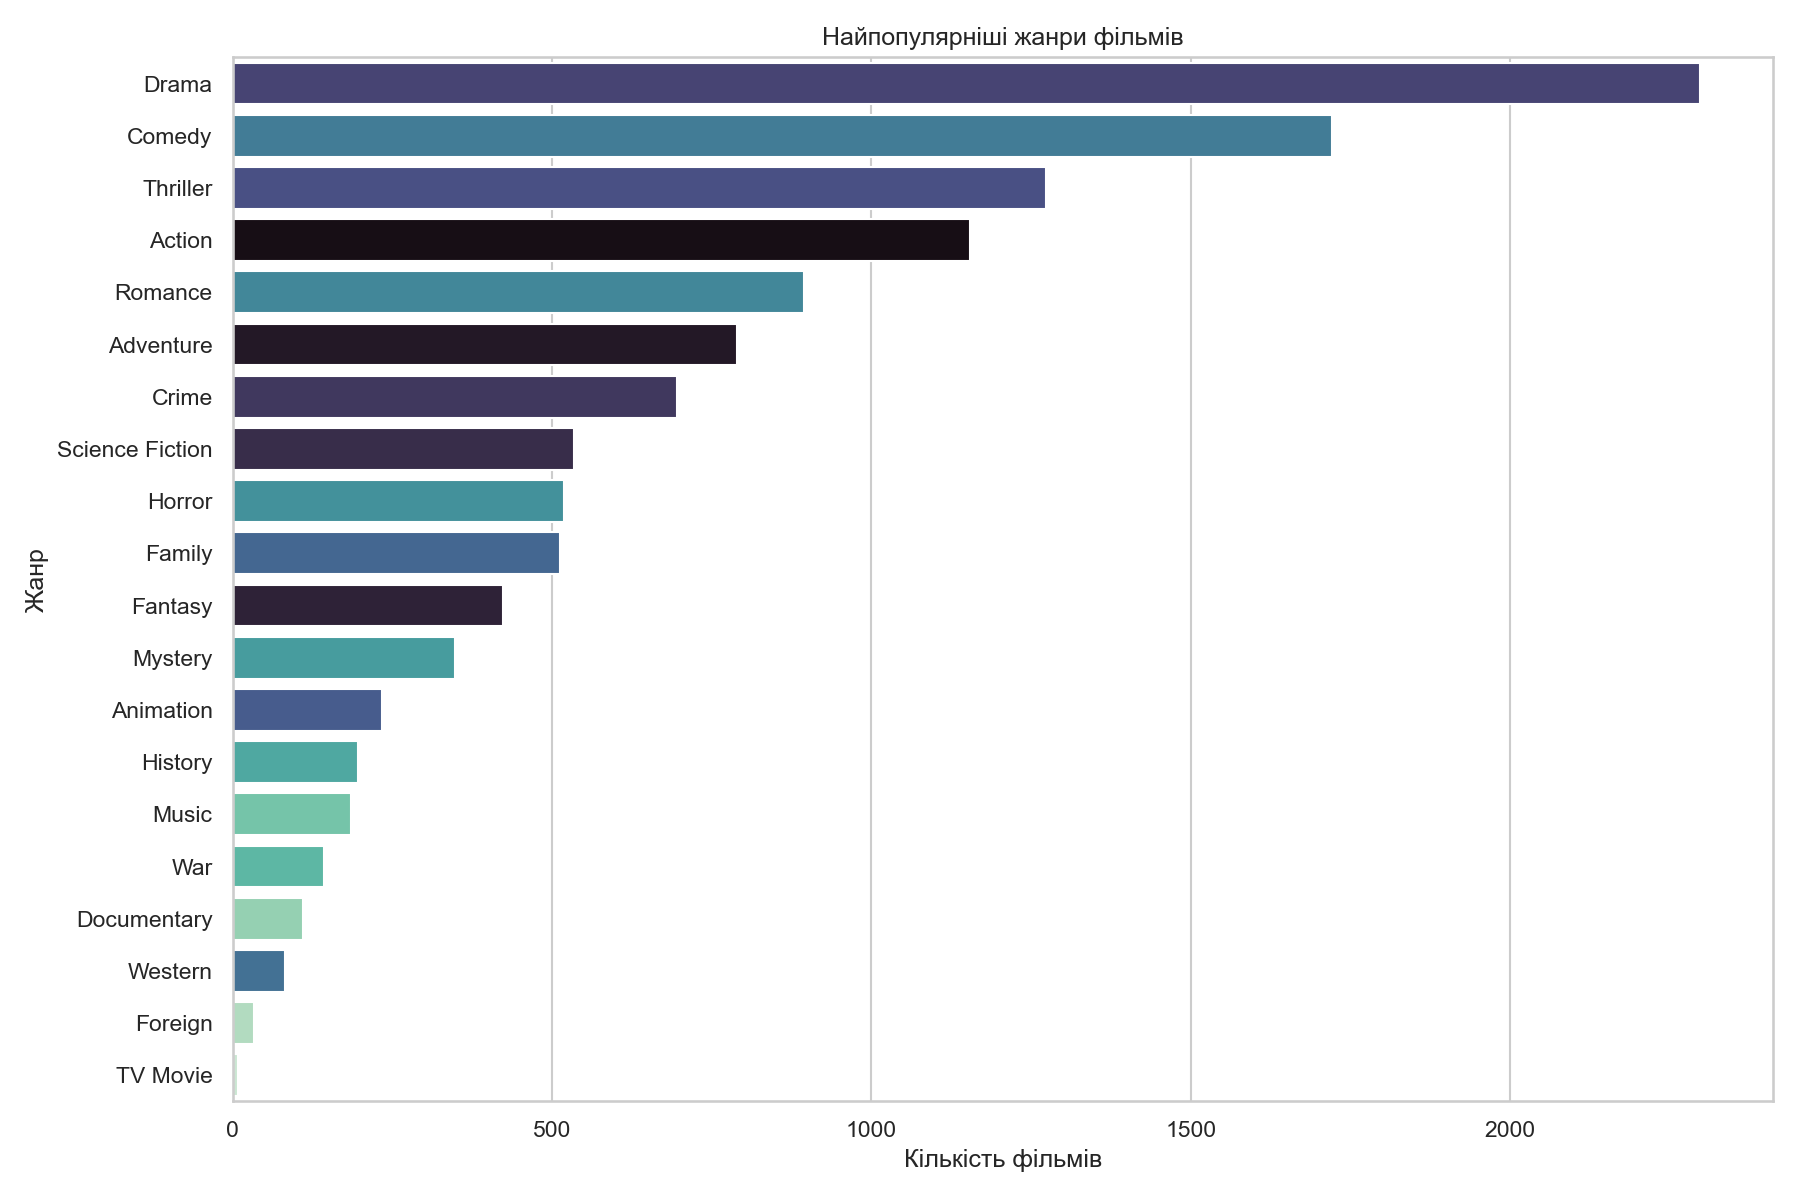 Найпопулярніші жанри фільмів
Drama
Comedy
Thriller
Action
Romance
Adventure
Crime
Science Fiction
Horror
Family
Fantasy
Mystery
Animation
History
Music
War
Documentary
Western
Foreign
TV Movie
Жанр
0 500 1000 1500 2000
Кількість фільмів